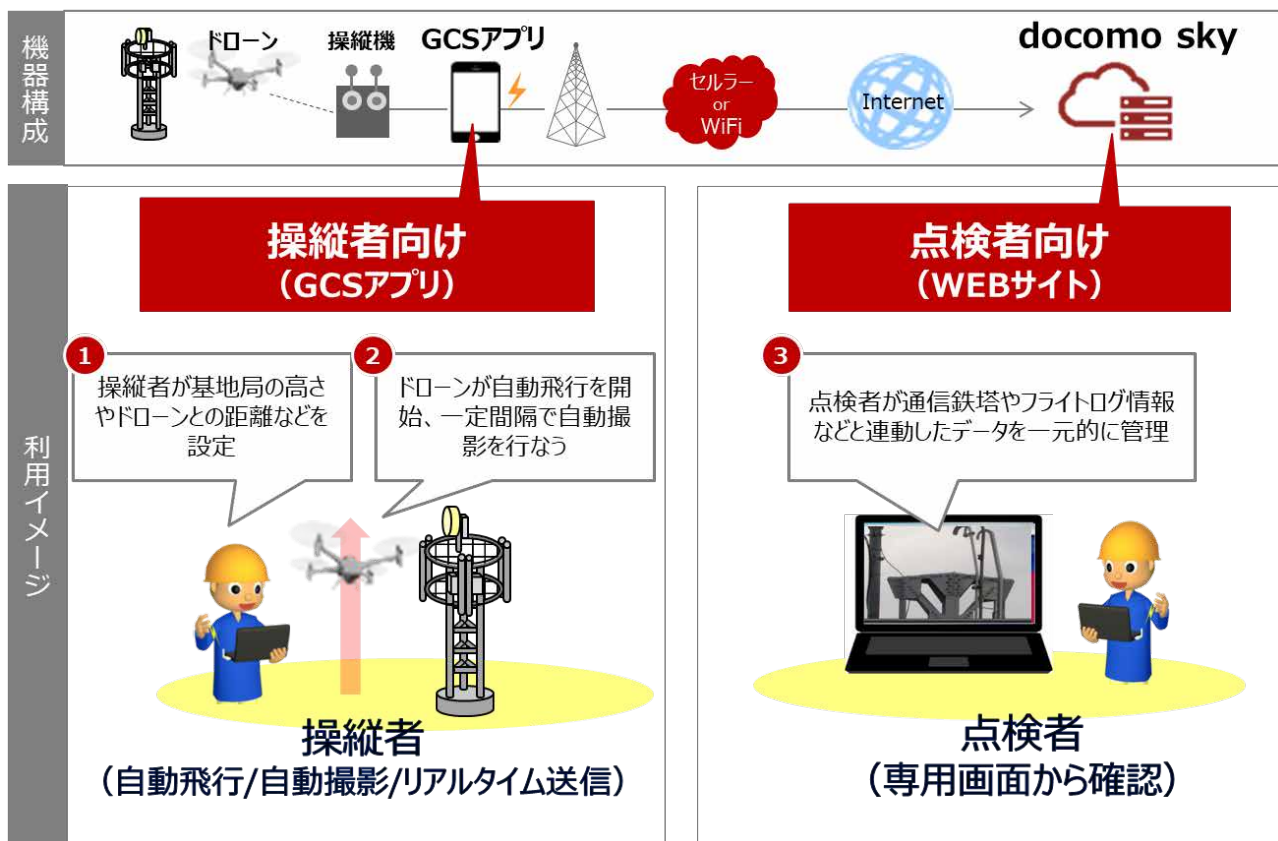 機器構成
ドローン
操縦機
GCSアプリ
セルラー
or
WiFi
Internet
docomo sky
利用イメージ
操縦者向け
（GCSアプリ）
1
操縦者が基地局の高さ
やドローンとの距離などを
設定
2
ドローンが自動飛行を開
始、一定間隔で自動撮
影を行なう
操縦者
（自動飛行/自動撮影/リアルタイム送信）
点検者向け
（WEBサイト）
3
点検者が通信鉄塔やフライトログ情報
などと連動したデータを一元的に管理
点検者
（専用画面から確認）